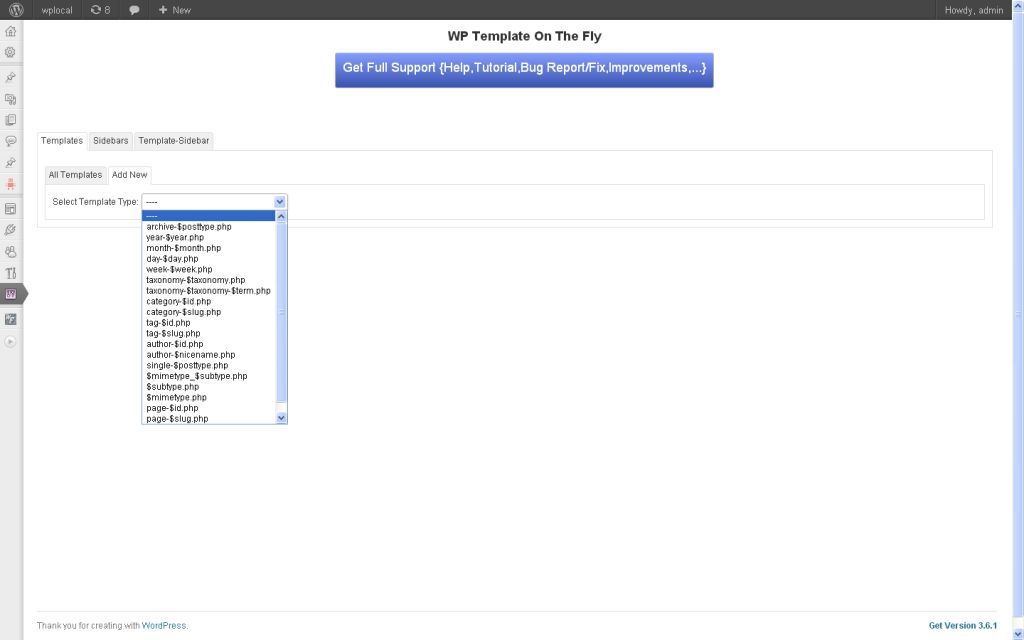 wplocal 8 New Howdy, admin
WP Template On The Fly
Get Full Support {Help,Tutorial,Bug Report/Fix,Improvements,...}
Templates Sidebars Template-Sidebar
All Templates Add New
Select Template Type: ----
----
archive-$posttype.php
year-$year.php
month-$month.php
day-$day.php
week-$week.php
taxonomy-$taxonomy.php
taxonomy-$taxonomy-$term.php
category-$id.php
category-$slug.php
tag-$id.php
tag-$slug.php
author-$id.php
author-$nicename.php
single-$posttype.php
$mimetype_$subtype.php
$subtype.php
$mimetype.php
page-$id.php
page-$slug.php
Thank you for creating with WordPress. Get Version 3.6.1